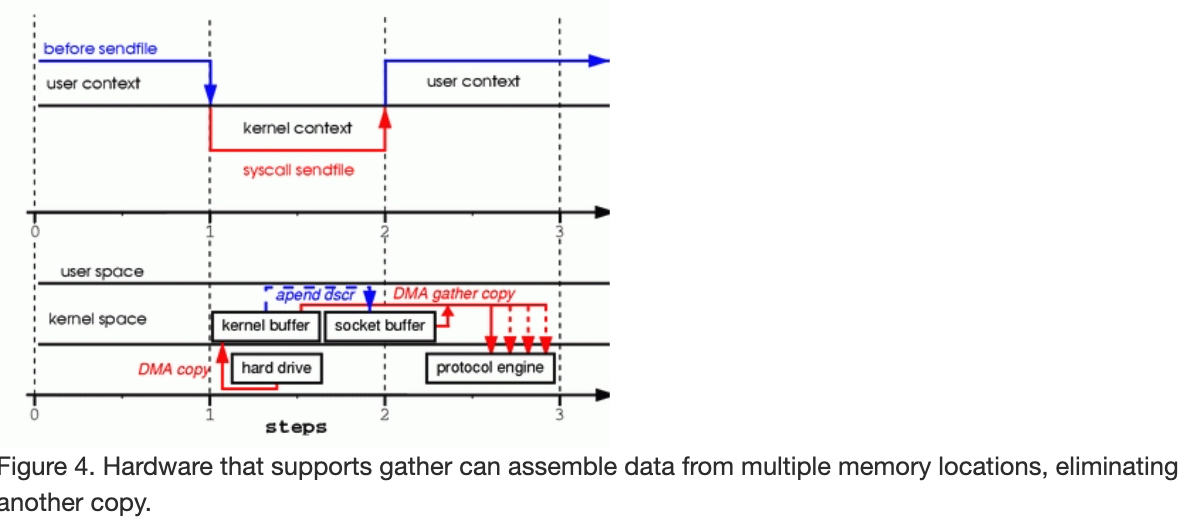 before sendfile
user context
user context
kernel context
syscall sendfile
0 1 2 3
user space
apend dscr DMA gather copy
kernel space
kernel buffer socket buffer
DMA copy hard drive protocol engine
0 1 2 3
steps
Figure 4. Hardware that supports gather can assemble data from multiple memory locations, eliminating
another copy.